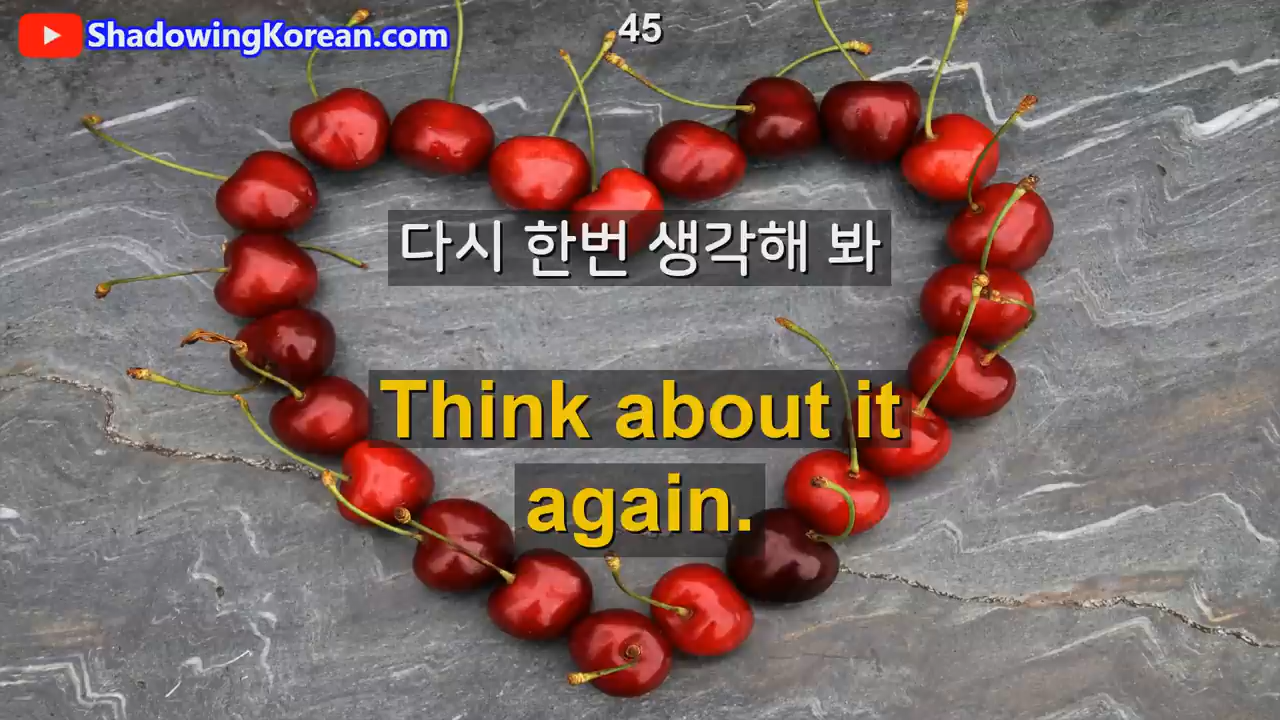 ShadowingKorean.com
45
다시 한번 생각해 봐
Think about it
again.